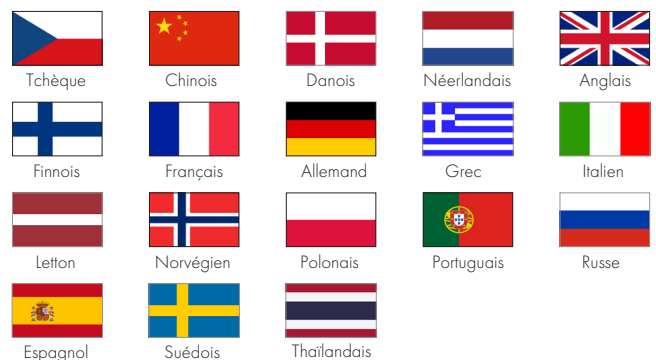 Tchèque Chinois Danois Néerlandais Anglais
Finnois Français Allemand Grec Italien
Letton Norvégien Polonais Portuguais Russe
Espagnol Suédois Thaïlandais